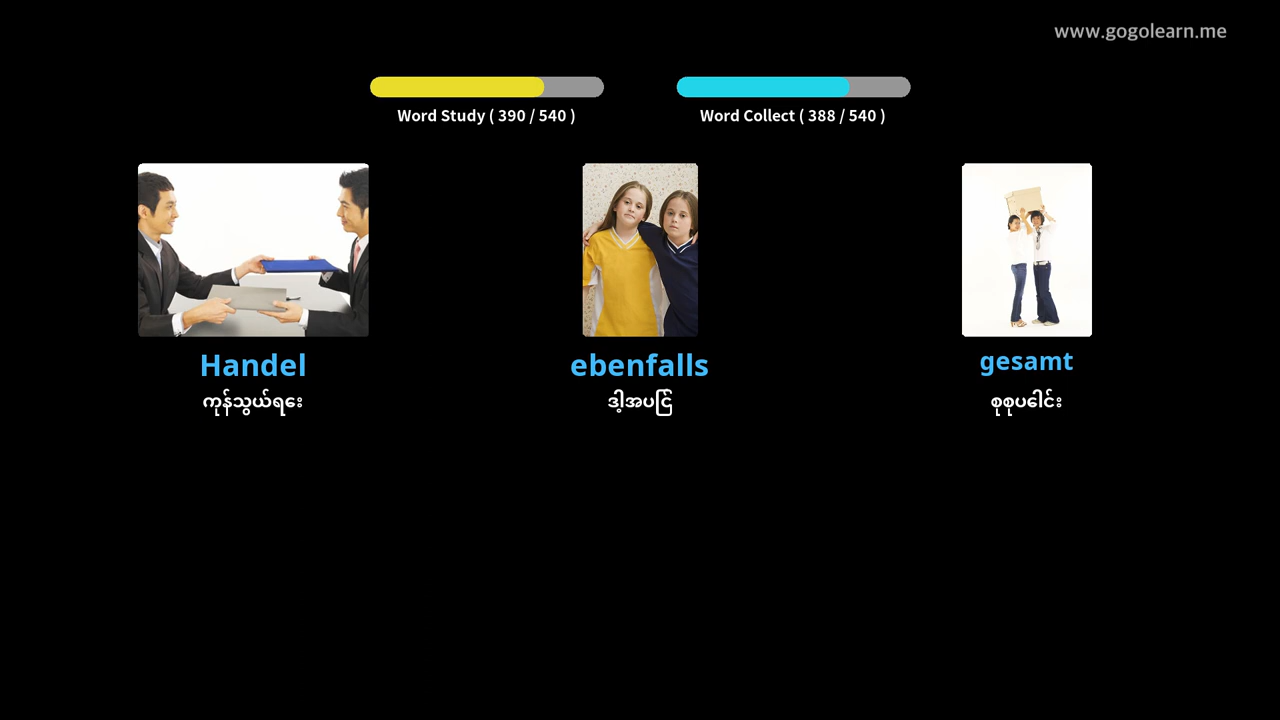 www.gogolearn.me
Word Study ( 390 / 540 )
Word Collect ( 388 / 540 )
Handel
ebenfalls
gesamt
ကုန်သွယ်ရေး
ဒါ့အပြင်
စုစုပေါင်း